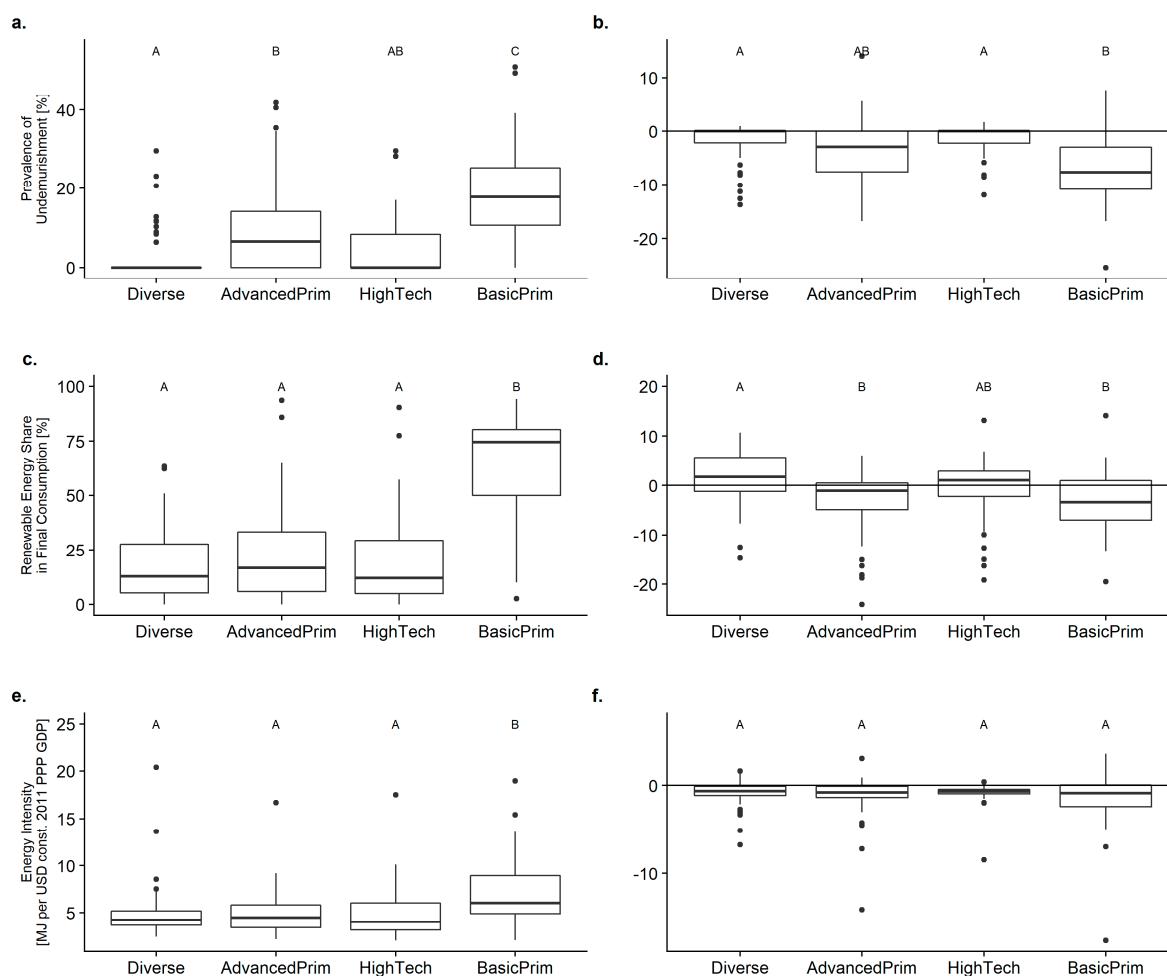 a.
Prevalence of
Undernurishment [%]
40
20
0
A B AB C
Diverse AdvancedPrim HighTech BasicPrim
b.
10
0
-10
-20
A AB A B
Diverse AdvancedPrim HighTech BasicPrim
c.
Renewable Energy Share
in Final Consumption [%]
100
75
50
25
0
A A A B
Diverse AdvancedPrim HighTech BasicPrim
d.
20
10
0
-10
-20
A B AB B
Diverse AdvancedPrim HighTech BasicPrim
e.
Energy Intensity
[MJ per USD const. 2011 PPP GDP]
25
20
15
10
5
A A A B
Diverse AdvancedPrim HighTech BasicPrim
f.
0
-10
A A A A
Diverse AdvancedPrim HighTech BasicPrim